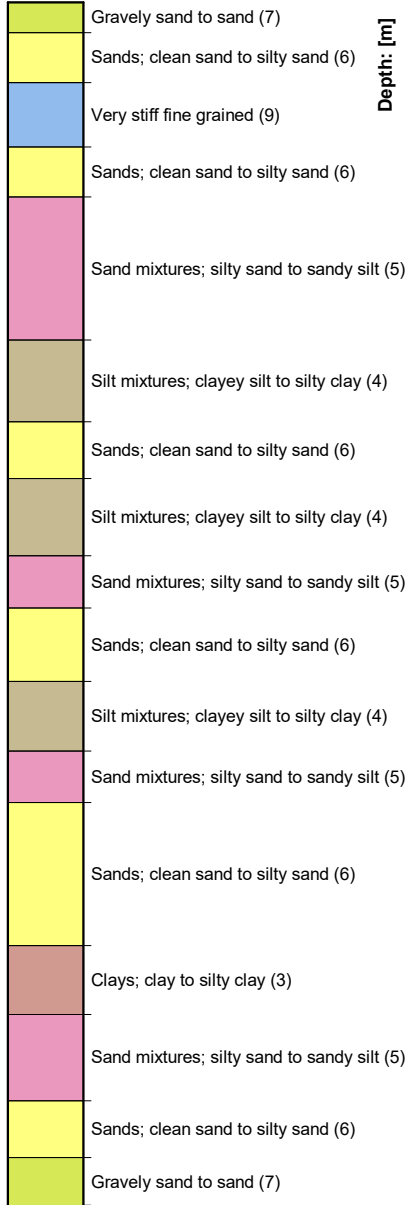 Gravely sand to sand (7)
Depth: [m]
Sands; clean sand to silty sand (6)
Very stiff fine grained (9)
Sands; clean sand to silty sand (6)
Sand mixtures; silty sand to sandy silt (5)
Silt mixtures; clayey silt to silty clay (4)
Sands; clean sand to silty sand (6)
Silt mixtures; clayey silt to silty clay (4)
Sand mixtures; silty sand to sandy silt (5)
Sands; clean sand to silty sand (6)
Silt mixtures; clayey silt to silty clay (4)
Sand mixtures; silty sand to sandy silt (5)
Sands; clean sand to silty sand (6)
Clays; clay to silty clay (3)
Sand mixtures; silty sand to sandy silt (5)
Sands; clean sand to silty sand (6)
Gravely sand to sand (7)